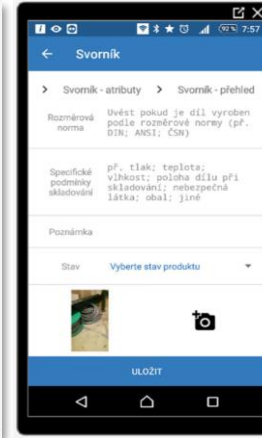 92% 7:57
Svorník
Svorník - atributy > Svorník - přehled
Rozměrová norma
Uvést pokud je díl vyroben
podle rozměrové normy (př.
DIN; ANSI; ČSN)
Specifické
podmínky
skladování
př. tlak; teplota;
vlhkost; poloha dílu při
skladování; nebezpečná
látka; obal; jiné
Poznámka
Stav Vyberte stav produktu
ULOŽIT